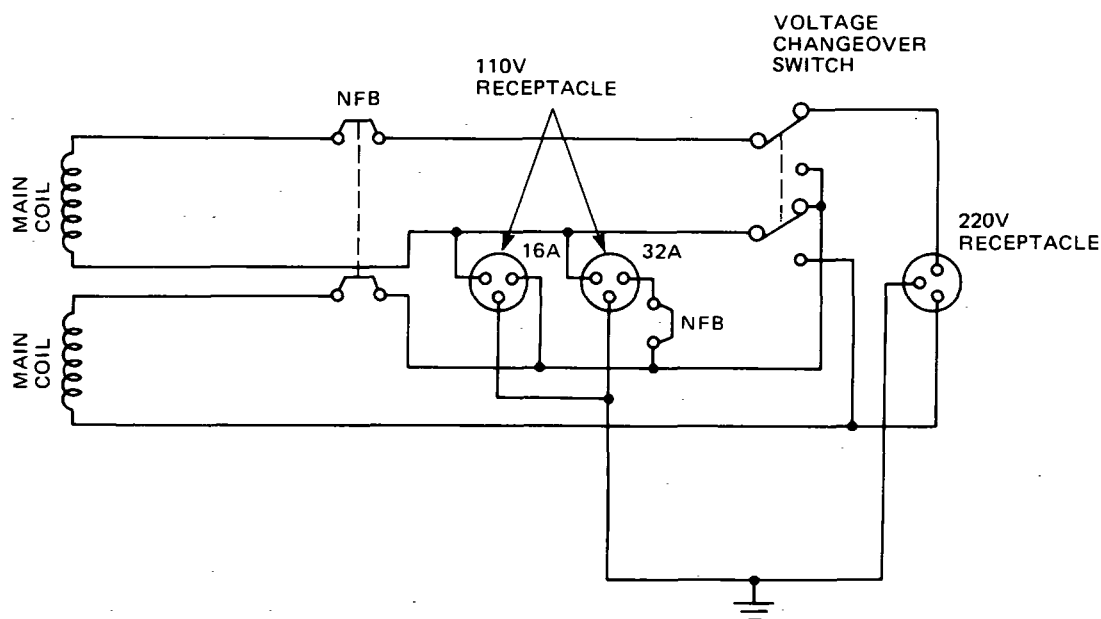 VOLTAGE
CHANGEOVER
SWITCH
110V
RECEPTACLE
NFB
MAIN
COIL
16A
32A
220V
RECEPTACLE
NFB
MAIN
COIL